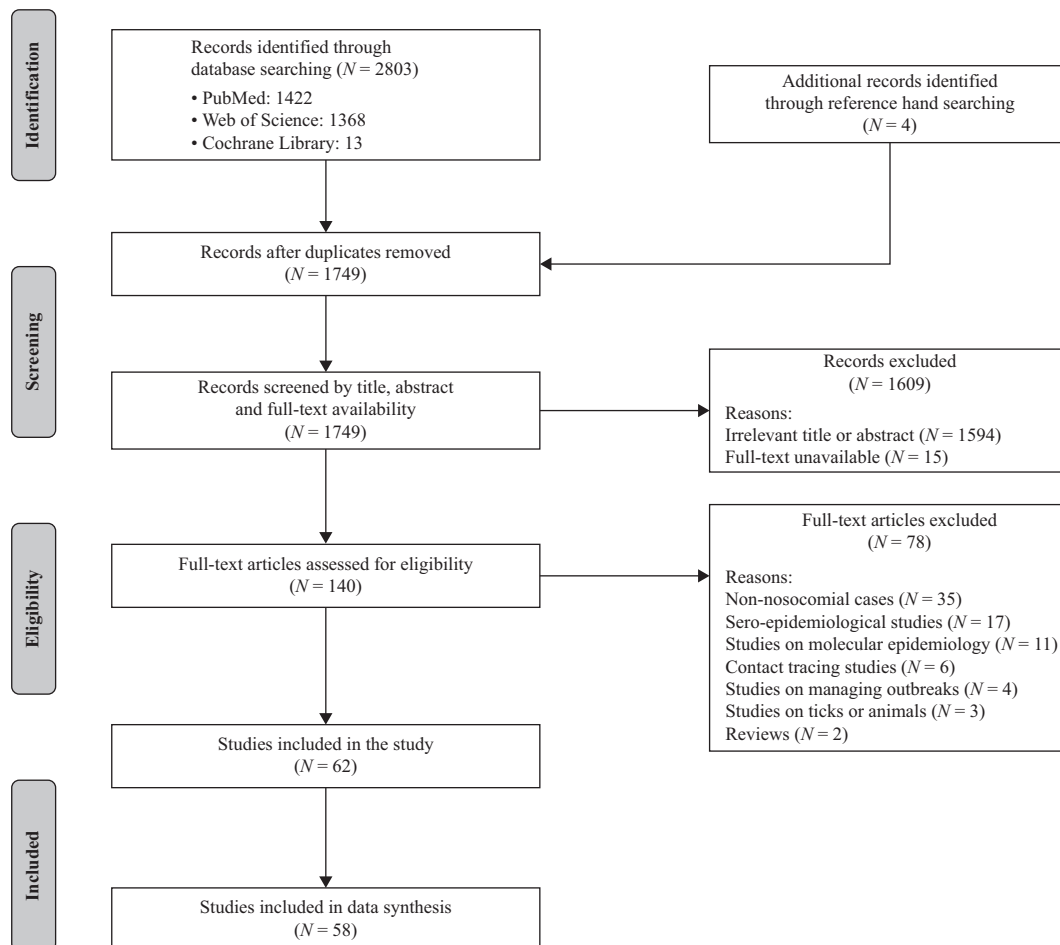 Identification
Records identified through
database searching (N = 2803)
• PubMed: 1422
• Web of Science: 1368
• Cochrane Library: 13
Additional records identified
through reference hand searching
(N = 4)
Screening
Records after duplicates removed
(N = 1749)
Records screened by title, abstract
and full-text availability
(N = 1749)
Records excluded
(N = 1609)
Reasons:
Irrelevant title or abstract (N = 1594)
Full-text unavailable (N = 15)
Eligibility
Full-text articles assessed for eligibility
(N = 140)
Full-text articles excluded
(N = 78)
Reasons:
Non-nosocomial cases (N = 35)
Sero-epidemiological studies (N = 17)
Studies on molecular epidemiology (N = 11)
Contact tracing studies (N = 6)
Studies on managing outbreaks (N = 4)
Studies on ticks or animals (N = 3)
Reviews (N = 2)
Studies included in the study
(N = 62)
Included
Studies included in data synthesis
(N = 58)